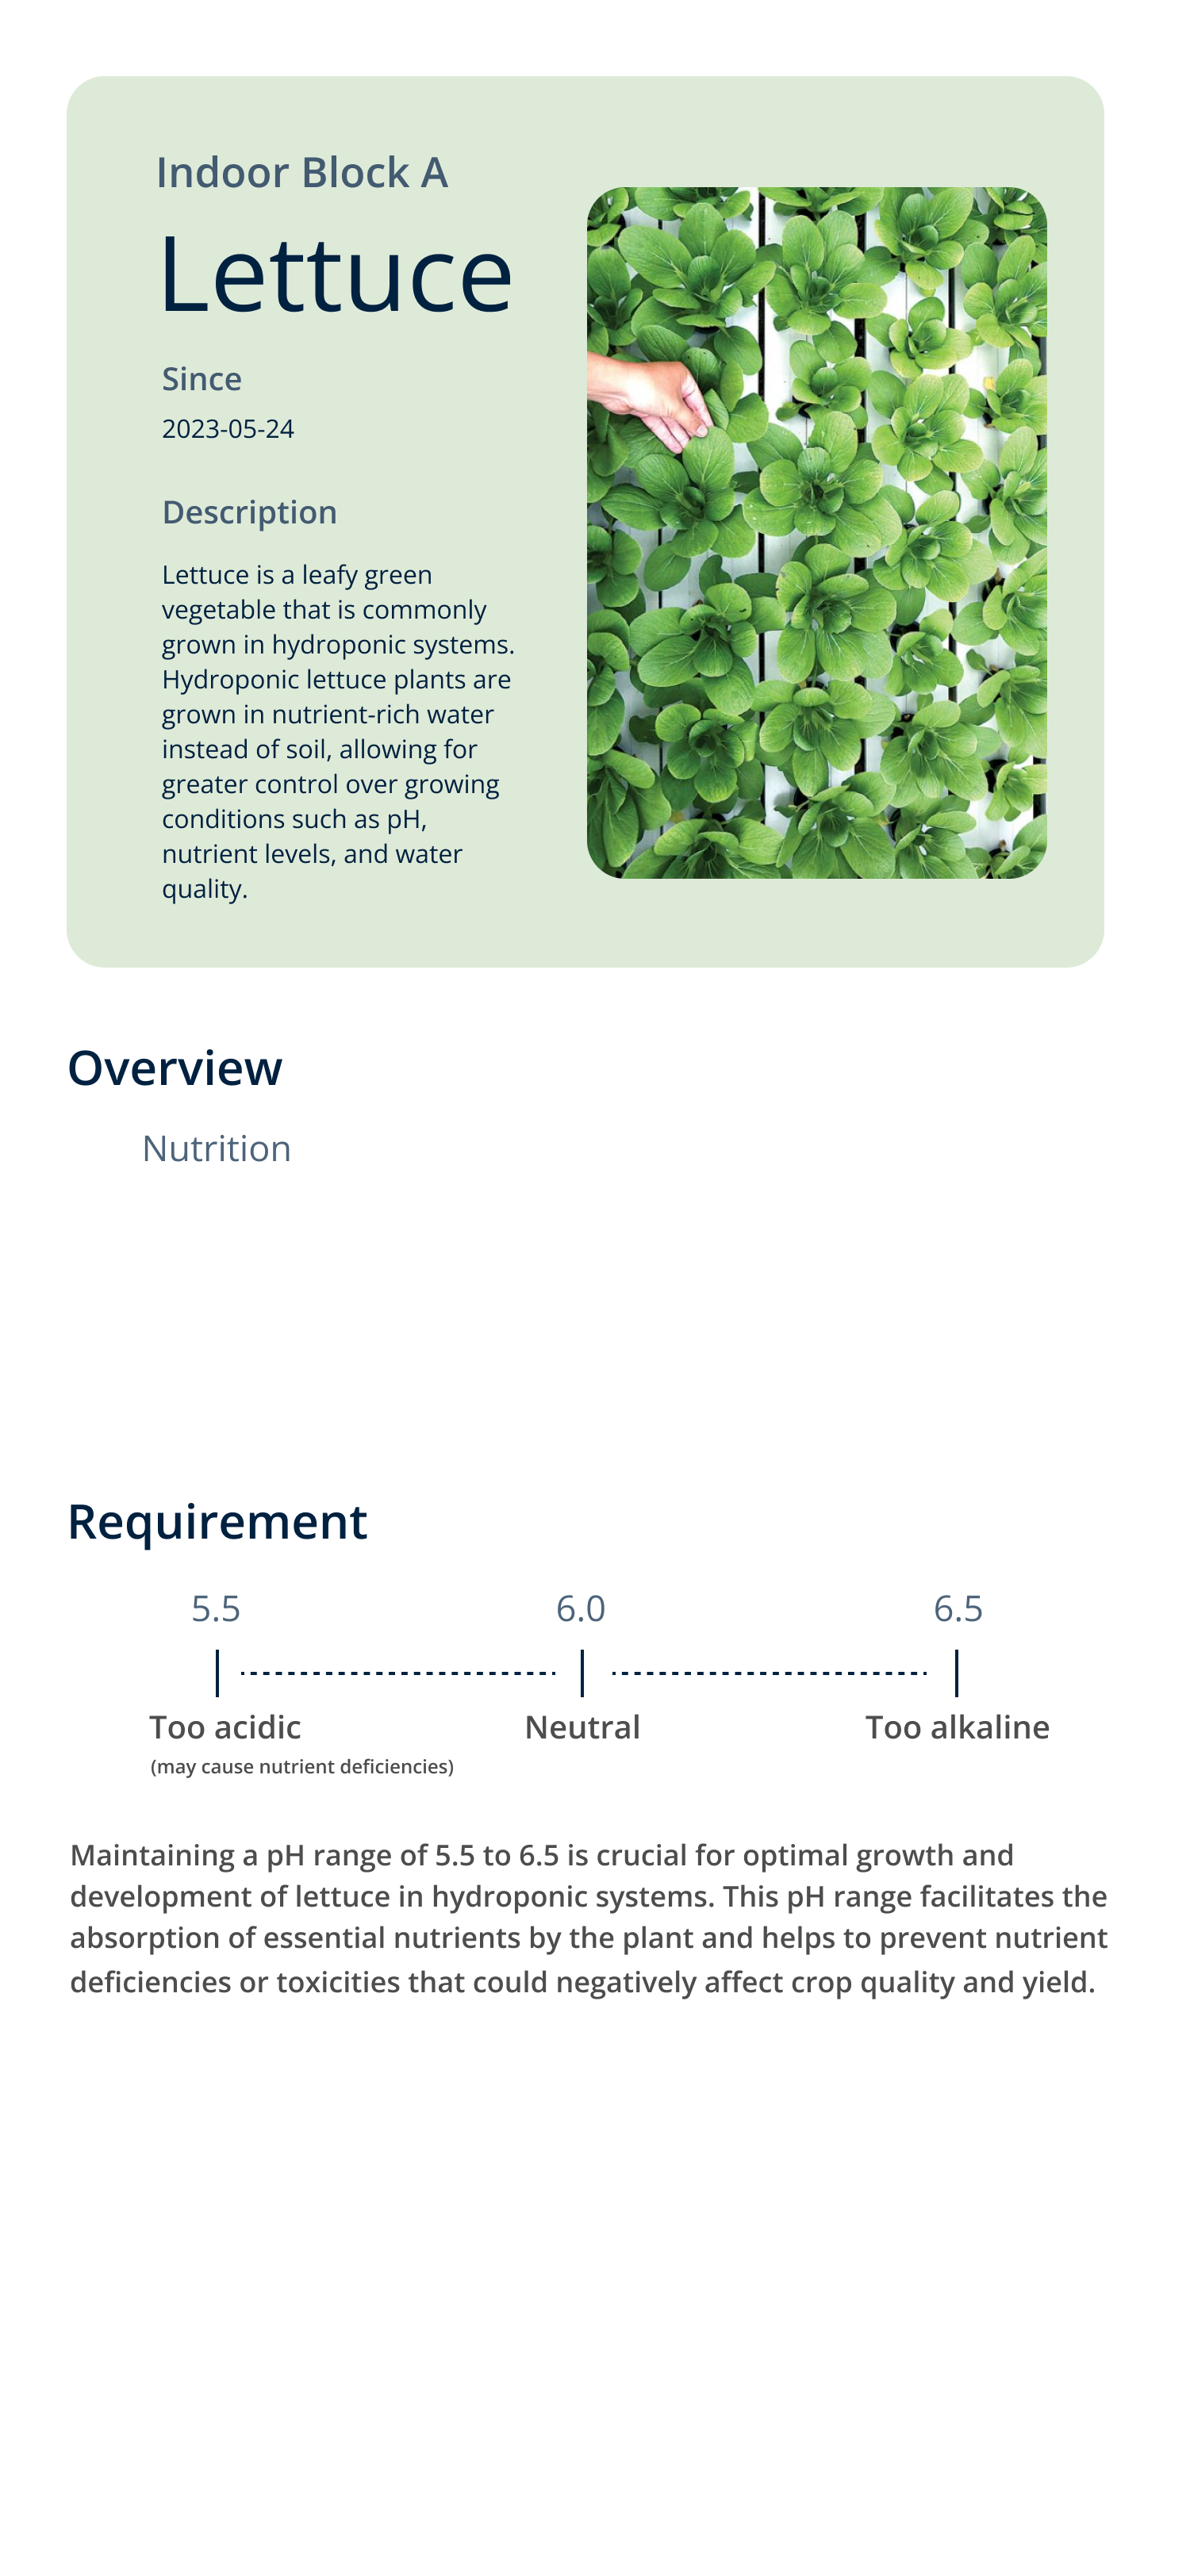 Indoor Block A
Lettuce
Since
2023-05-24
Description
Lettuce is a leafy green
vegetable that is commonly
grown in hydroponic systems.
Hydroponic lettuce plants are
grown in nutrient-rich water
instead of soil, allowing for
greater control over growing
conditions such as pH,
nutrient levels, and water
quality.
Overview
Nutrition
Requirement
5.5 6.0 6.5
Too acidic Neutral Too alkaline
(may cause nutrient deficiencies)
Maintaining a pH range of 5.5 to 6.5 is crucial for optimal growth and
development of lettuce in hydroponic systems. This pH range facilitates the
absorption of essential nutrients by the plant and helps to prevent nutrient
deficiencies or toxicities that could negatively affect crop quality and yield.